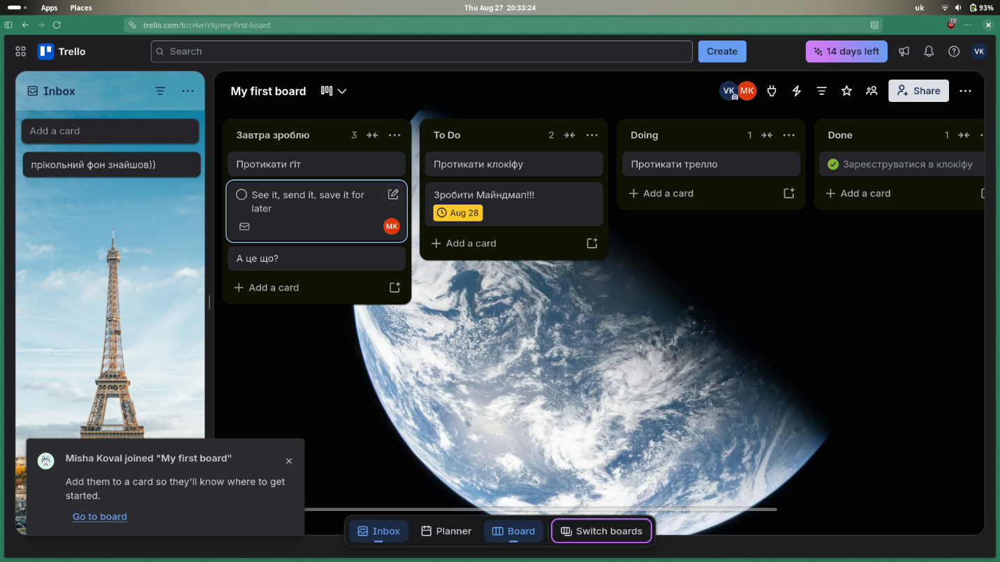 Apps Places Thu Aug 27 20:33:24 uk 93%
trello.com/b/cHvriYRJ/my-first-board 19
Trello Search Create 14 days left VK
Inbox
Add a card
прікольний фон знайшов))
My first board VK MK Share
Завтра зроблю 3
Протикати ґіт
See it, send it, save it for
later
MK
А це що?
Add a card
To Do 2
Протикати клокіфу
Зробити Майндмап!!!
Aug 28
Add a card
Doing 1
Протикати трелло
Add a card
Done 1
Зареєструватися в клокіфу
Add a card
Misha Koval joined "My first board"
Add them to a card so they'll know where to get
started.
Go to board
Inbox Planner Board Switch boards